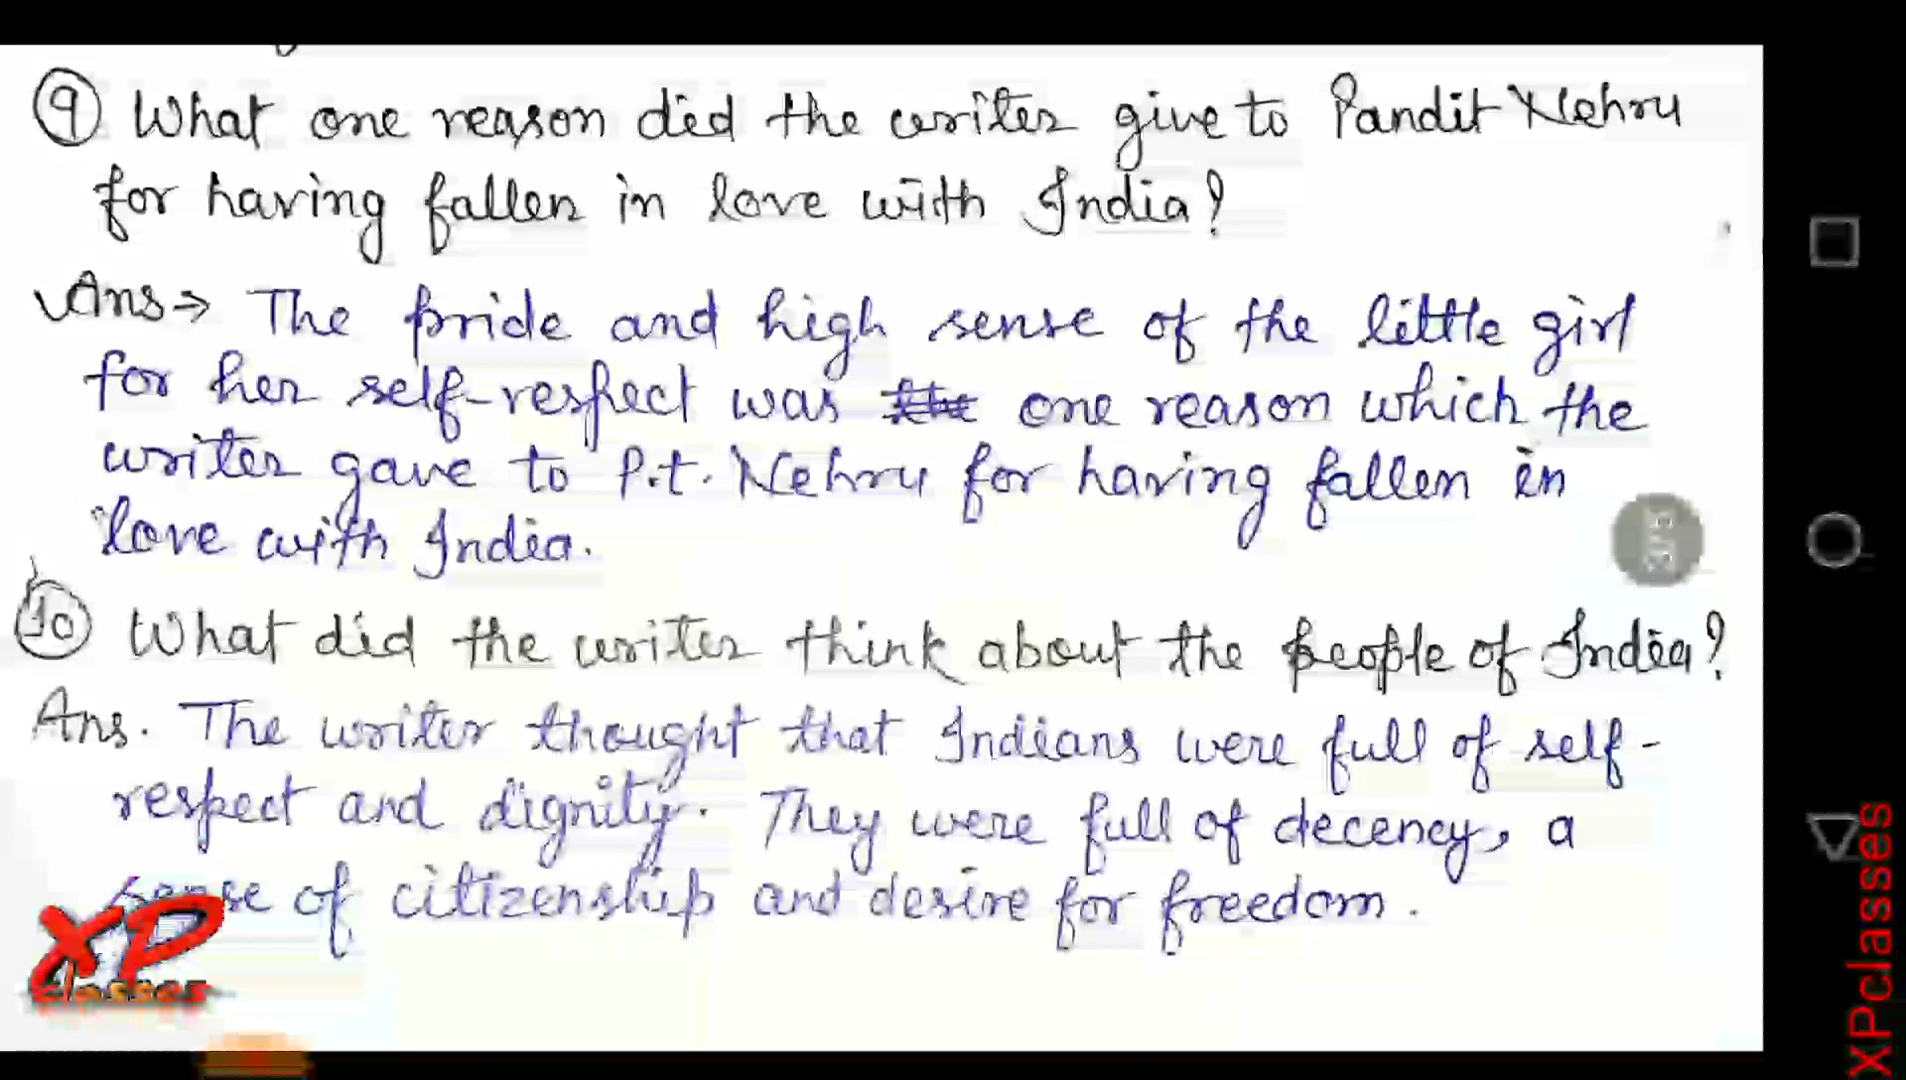 9 What one reason did the writer give to Pandit Nehru
for having fallen in love with India?
Ans → The pride and high sense of the little girl
for her self-respect was one reason which the
writer gave to P.t. Nehru for having fallen in
love with India.
10 What did the writer think about the people of India?
Ans. The writer thought that Indians were full of self-
respect and dignity. They were full of decency, a
sense of citizenship and desire for freedom.
XP
classes
XPclasses